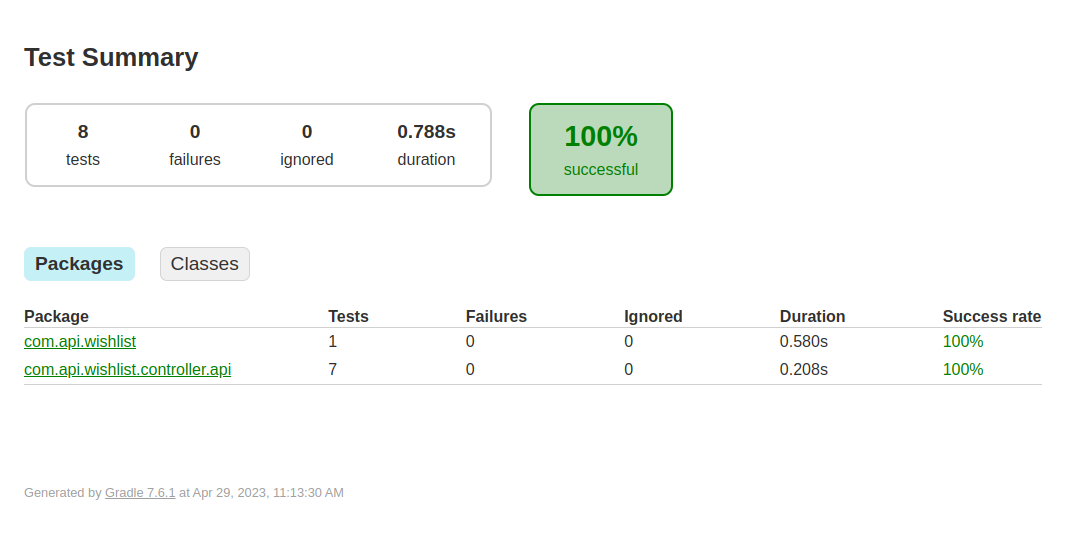 Test Summary
8 0 0 0.788s
tests failures ignored duration
100%
successful
Packages Classes
Package Tests Failures Ignored Duration Success rate
com.api.wishlist 1 0 0 0.580s 100%
com.api.wishlist.controller.api 7 0 0 0.208s 100%
Generated by Gradle 7.6.1 at Apr 29, 2023, 11:13:30 AM